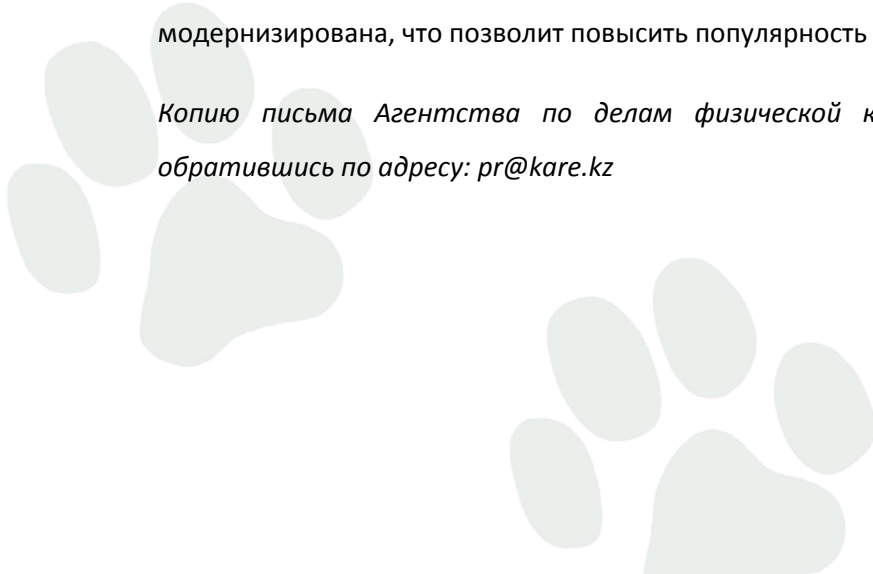 модернизирована, что позволит повысить популярность
Копию письма Агентства по делам физической к
обратившись по адресу: pr@kare.kz